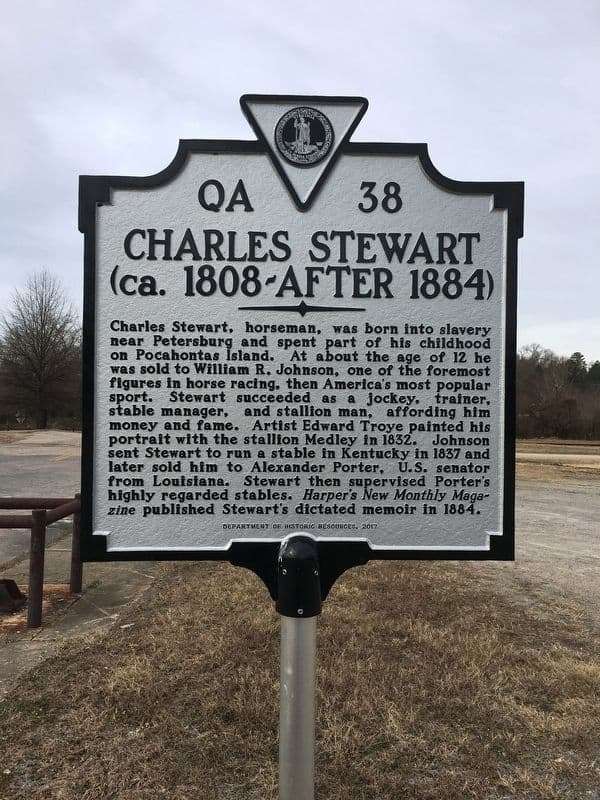 QA 38
CHARLES STEWART
(ca. 1808-AFTER 1884)
Charles Stewart, horseman, was born into slavery
near Petersburg and spent part of his childhood
on Pocahontas Island. At about the age of 12 he
was sold to William R. Johnson, one of the foremost
figures in horse racing, then America's most popular
sport. Stewart succeeded as a jockey, trainer,
stable manager, and stallion man, affording him
money and fame. Artist Edward Troye painted his
portrait with the stallion Medley in 1832. Johnson
sent Stewart to run a stable in Kentucky in 1837 and
later sold him to Alexander Porter, U.S. senator
from Louisiana. Stewart then supervised Porter's
highly regarded stables. Harper's New Monthly Maga-
zine published Stewart's dictated memoir in 1884.
DEPARTMENT OF HISTORIC RESOURCES, 2017